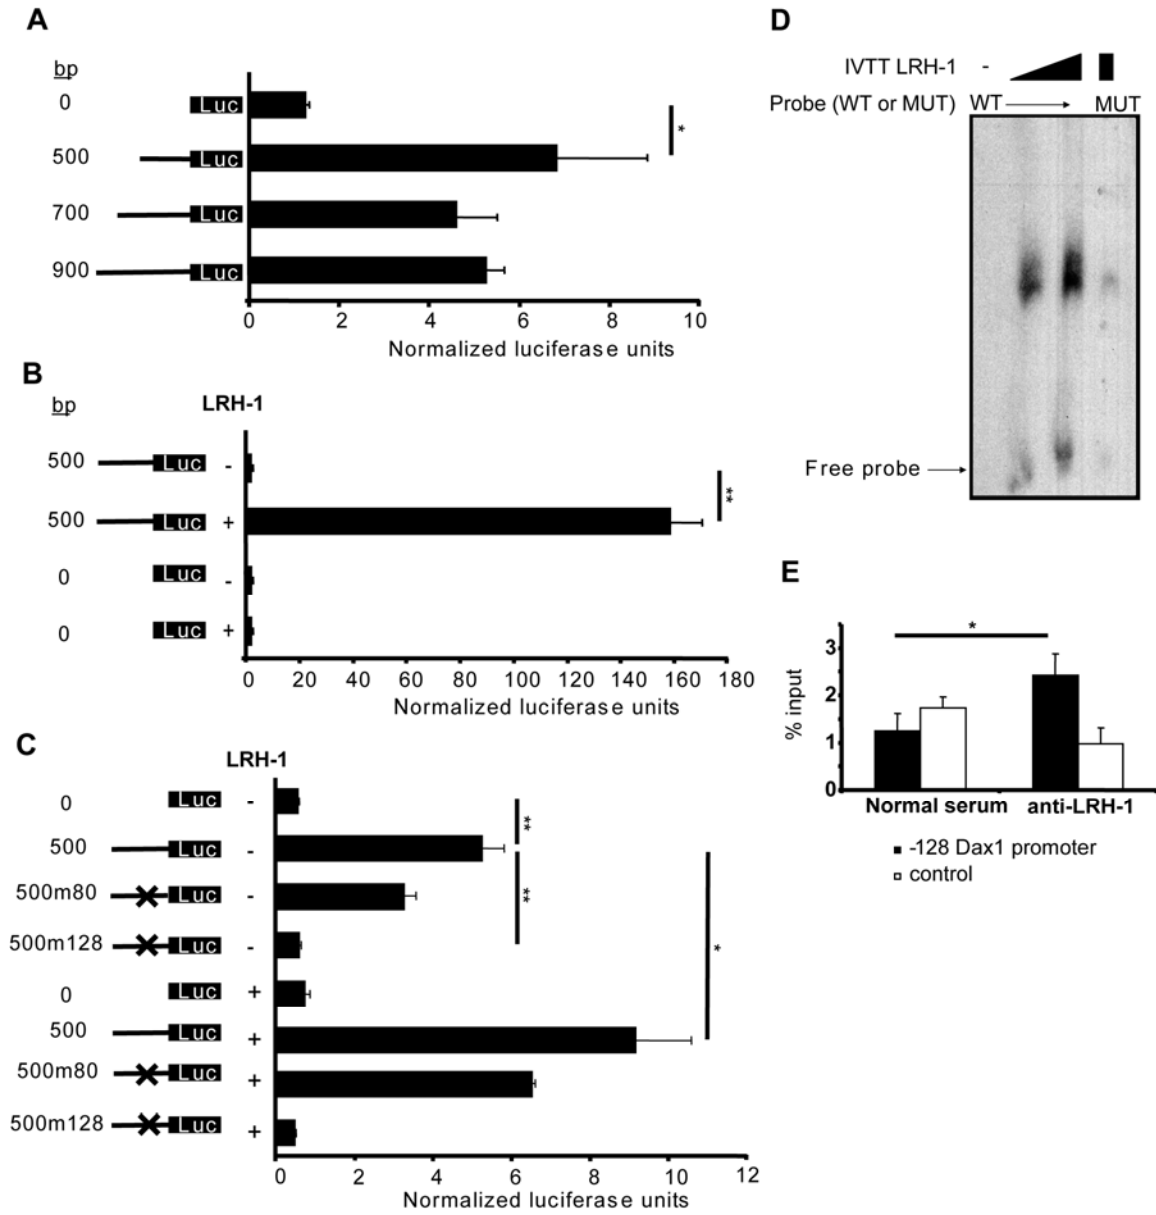 A
bp
0 Luc
500 Luc
*
700 Luc
900 Luc
0 2 4 6 8 10
Normalized luciferase units
B
bp LRH-1
500 Luc -
**
500 Luc +
0 Luc -
0 Luc +
0 20 40 60 80 100 120 140 160 180
Normalized luciferase units
C
LRH-1
0 Luc -
**
500 Luc -
500m80 Luc -
**
500m128 Luc -
*
0 Luc +
500 Luc +
500m80 Luc +
500m128 Luc +
0 2 4 6 8 10 12
Normalized luciferase units
D
IVTT LRH-1 -
Probe (WT or MUT) WT MUT
Free probe
E
*
3
2
1
0
% input
Normal serum anti-LRH-1
-128 Dax1 promoter
control